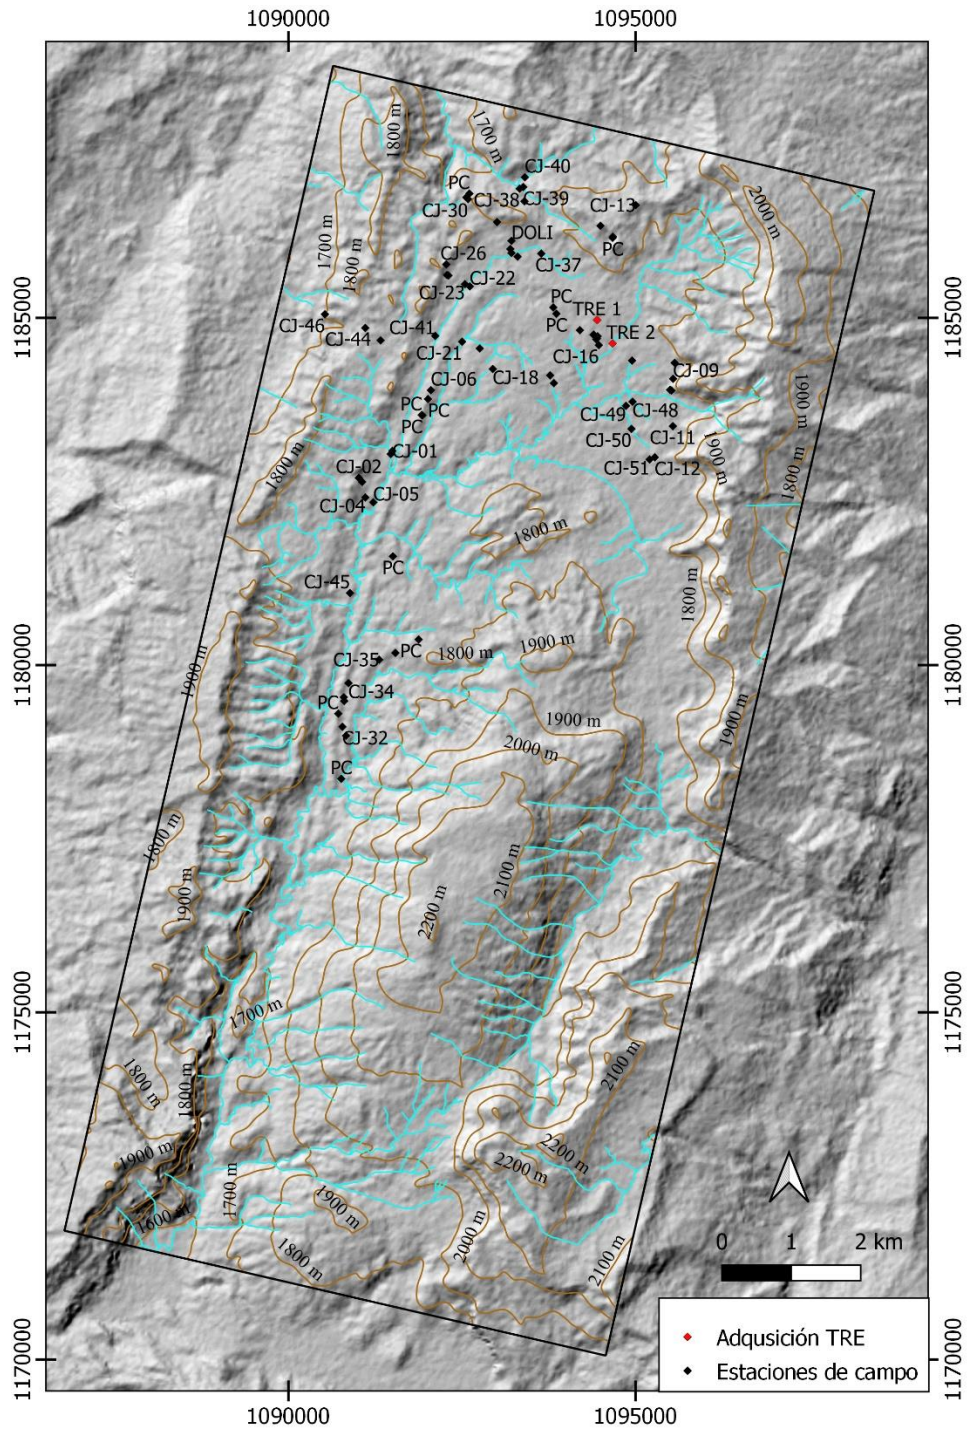 1090000 1095000
1800 m
1700 m
CJ-40
PC
CJ-38
CJ-39
CJ-30
CJ-13
2000 m
1700 m
DOLI
PC
CJ-26
CJ-37
1800 m
CJ-22
CJ-23
PC
TRE 1
1185000
1185000
CJ-46
CJ-41
PC
TRE 2
CJ-44
CJ-21
CJ-16
CJ-18
CJ-09
CJ-06
1900 m
PC PC
CJ-49 CJ-48
PC
CJ-50 CJ-11
CJ-01
1900 m
1800 m
CJ-02
CJ-51 CJ-12
1800 m
CJ-04 CJ-05
1800 m
PC
CJ-45
1800 m
1900 m
1180000
1180000
CJ-35 PC 1800 m
1900 m
CJ-34
PC
1900 m
1900 m
CJ-32
2000 m
PC
1800 m
2100 m
1900 m
2200 m
1175000
1175000
1700 m
1800 m
1800 m
2100 m
1900 m
2200 m
2200 m
1700 m
1900 m
1600 m
2000 m
1800 m
2100 m
0 1 2 km
Adqusición TRE
Estaciones de campo
1170000
1170000
1090000 1095000